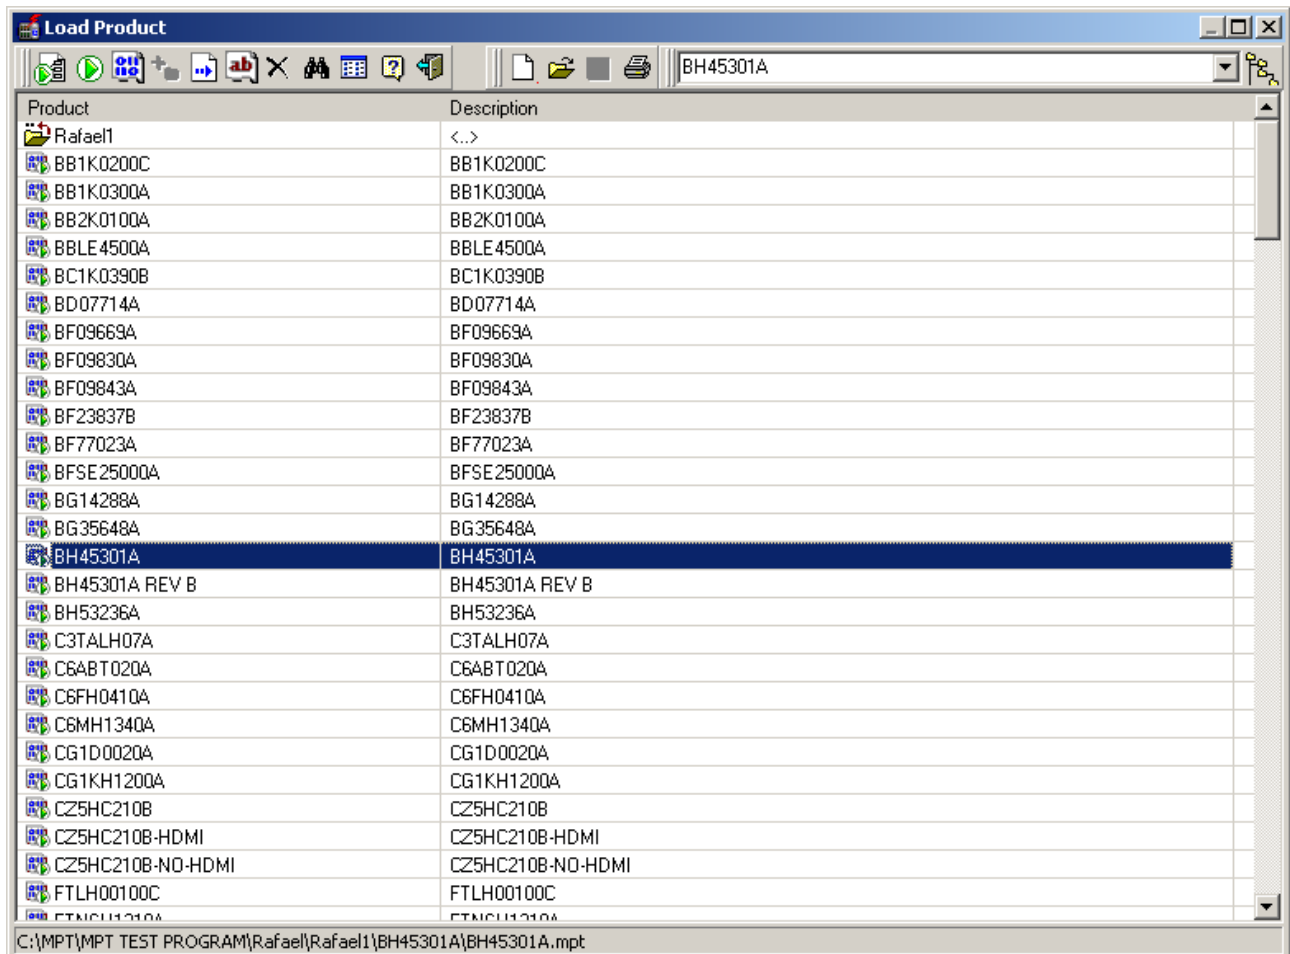 Load Product
BH45301A
Product Description
Rafael1 <..>
BB1K0200C BB1K0200C
BB1K0300A BB1K0300A
BB2K0100A BB2K0100A
BBLE4500A BBLE4500A
BC1K0390B BC1K0390B
BD07714A BD07714A
BF09669A BF09669A
BF09830A BF09830A
BF09843A BF09843A
BF23837B BF23837B
BF77023A BF77023A
BFSE25000A BFSE25000A
BG14288A BG14288A
BG35648A BG35648A
BH45301A BH45301A
BH45301A REV B BH45301A REV B
BH53236A BH53236A
C3TALH07A C3TALH07A
C6ABT020A C6ABT020A
C6FH0410A C6FH0410A
C6MH1340A C6MH1340A
CG1D0020A CG1D0020A
CG1KH1200A CG1KH1200A
CZ5HC210B CZ5HC210B
CZ5HC210B-HDMI CZ5HC210B-HDMI
CZ5HC210B-NO-HDMI CZ5HC210B-NO-HDMI
FTLH00100C FTLH00100C
C:\MPT\MPT TEST PROGRAM\Rafael\Rafael1\BH45301A\BH45301A.mpt